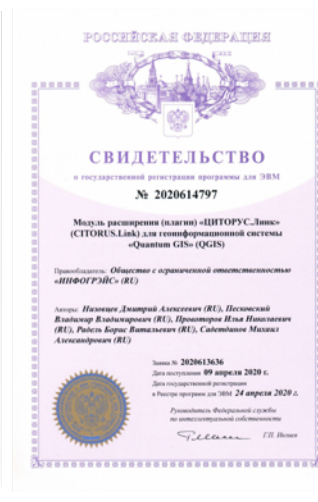 РОССИЙСКАЯ ФЕДЕРАЦИЯ
СВИДЕТЕЛЬСТВО
о государственной регистрации программы для ЭВМ
№ 2020614797
Модуль расширения (плагин) «ЦИТОРУС.Линк»
(CITORUS.Link) для геоинформационной системы
«Quantum GIS» (QGIS)
Правообладатель: Общество с ограниченной ответственностью
«ИНФОГРЭЙС» (RU)
Авторы: Низовцев Дмитрий Алексеевич (RU), Песковский
Владимир Владимирович (RU), Провоторов Илья Николаевич
(RU), Радель Борис Витальевич (RU), Садетдинов Михаил
Александрович (RU)
Заявка № 2020613636
Дата поступления 09 апреля 2020 г.
Дата государственной регистрации
в Реестре программ для ЭВМ 24 апреля 2020 г.
Руководитель Федеральной службы
по интеллектуальной собственности
Г.П. Ивлиев